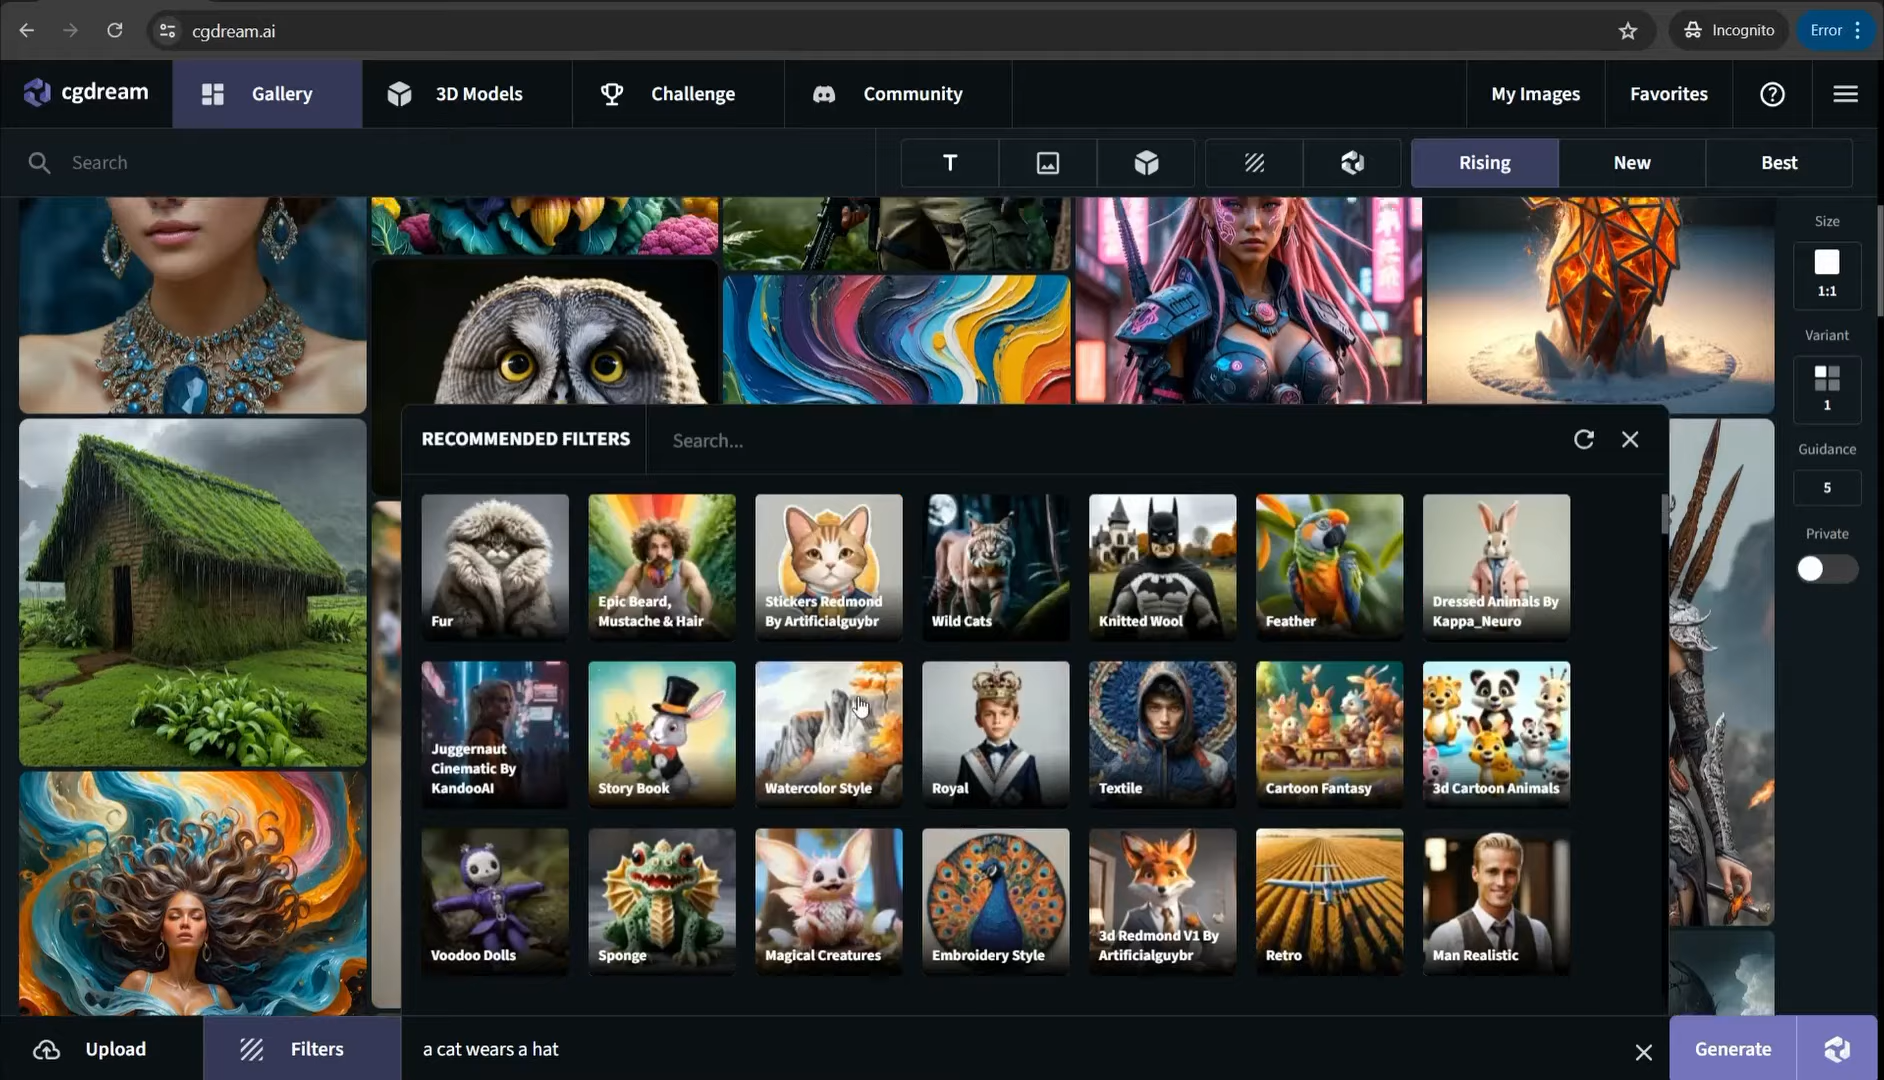 cgdream.ai
Incognito
Error
cgdream
Gallery
3D Models
Challenge
Community
My Images
Favorites
Search
T
Rising
New
Best
Size
1:1
Variant
1
Guidance
5
Private
RECOMMENDED FILTERS
Search...
Fur
Epic Beard,
Mustache & Hair
Stickers Redmond
By Artificialguybr
Wild Cats
Knitted Wool
Feather
Dressed Animals By
Kappa_Neuro
Juggernaut
Cinematic By
KandooAI
Story Book
Watercolor Style
Royal
Textile
Cartoon Fantasy
3d Cartoon Animals
Voodoo Dolls
Sponge
Magical Creatures
Embroidery Style
3d Redmond V1 By
Artificialguybr
Retro
Man Realistic
Upload
Filters
a cat wears a hat
Generate